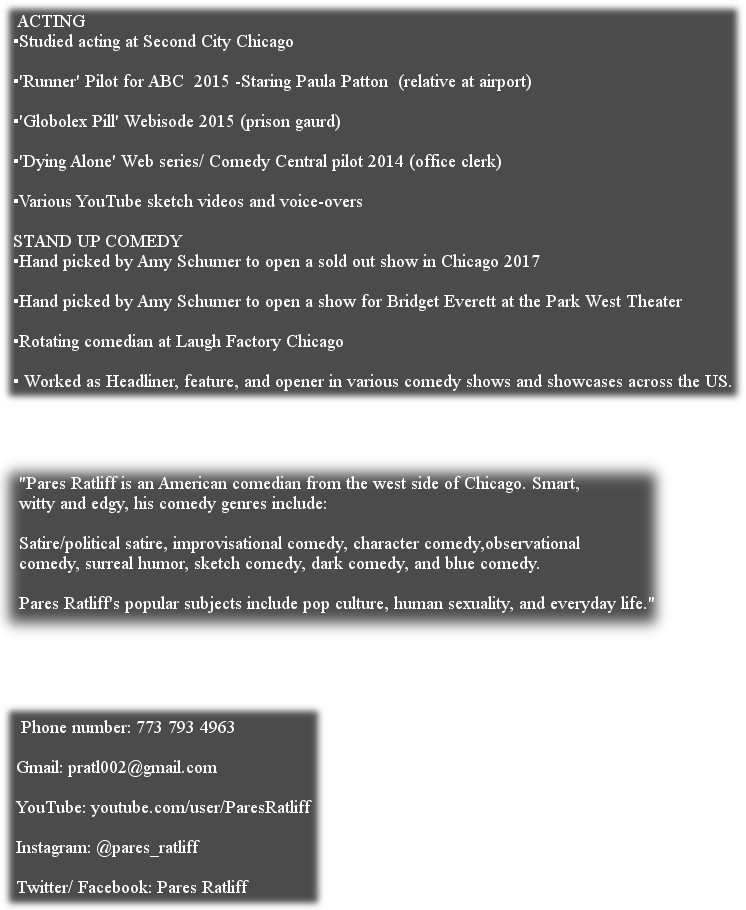 ACTING
▪Studied acting at Second City Chicago
▪'Runner' Pilot for ABC  2015 -Staring Paula Patton  (relative at airport)
▪'Globolex Pill' Webisode 2015 (prison gaurd)
▪'Dying Alone' Web series/ Comedy Central pilot 2014 (office clerk)
▪Various YouTube sketch videos and voice-overs
STAND UP COMEDY
▪Hand picked by Amy Schumer to open a sold out show in Chicago 2017
▪Hand picked by Amy Schumer to open a show for Bridget Everett at the Park West Theater
▪Rotating comedian at Laugh Factory Chicago
▪ Worked as Headliner, feature, and opener in various comedy shows and showcases across the US.
"Pares Ratliff is an American comedian from the west side of Chicago. Smart,
witty and edgy, his comedy genres include:
Satire/political satire, improvisational comedy, character comedy,observational
comedy, surreal humor, sketch comedy, dark comedy, and blue comedy.
Pares Ratliff's popular subjects include pop culture, human sexuality, and everyday life."
Phone number: 773 793 4963
Gmail: pratl002@gmail.com
YouTube: youtube.com/user/ParesRatliff
Instagram: @pares_ratliff
Twitter/ Facebook: Pares Ratliff